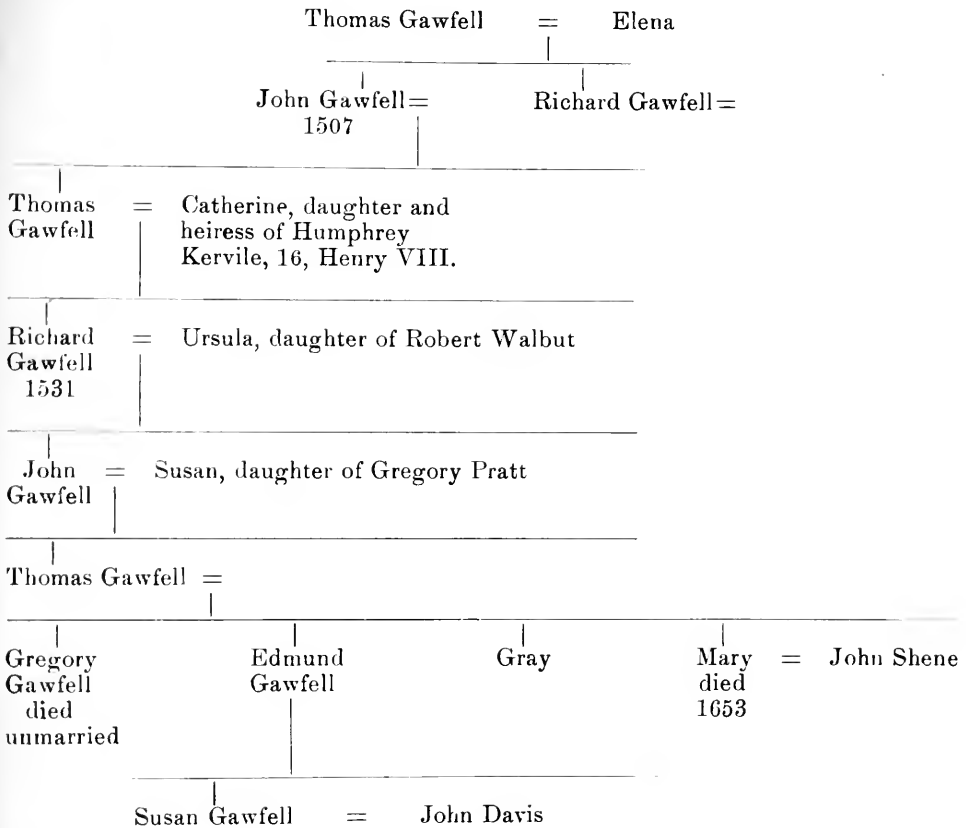 Thomas Gawfell = Elena
John Gawfell= Richard Gawfell=
1507
Thomas = Catherine, daughter and
Gawfell heiress of Humphrey
Kervile, 16, Henry VIII.
Richard = Ursula, daughter of Robert Walbut
Gawfell
1531
John = Susan, daughter of Gregory Pratt
Gawfell
Thomas Gawfell =
Gregory Edmund Gray Mary = John Shene
Gawfell Gawfell died
died 1653
unmarried
Susan Gawfell = John Davis